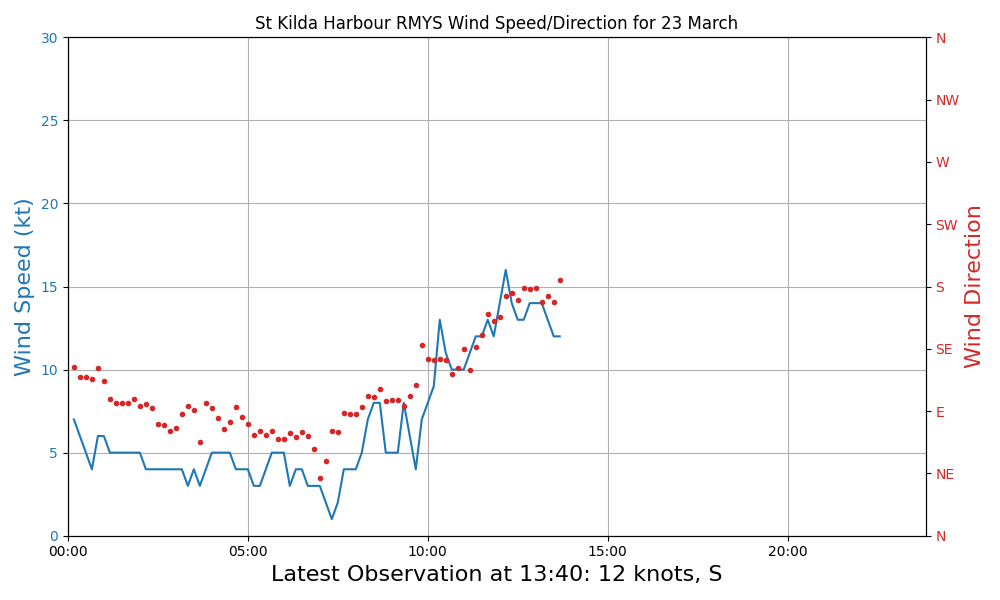 St Kilda Harbour RMYS Wind Speed/Direction for 23 March
Wind Speed (kt)
30
25
20
15
10
5
0
00:00
05:00
10:00
15:00
20:00
N
NW
W
SW
S
SE
E
NE
N
Wind Direction
Latest Observation at 13:40: 12 knots, S